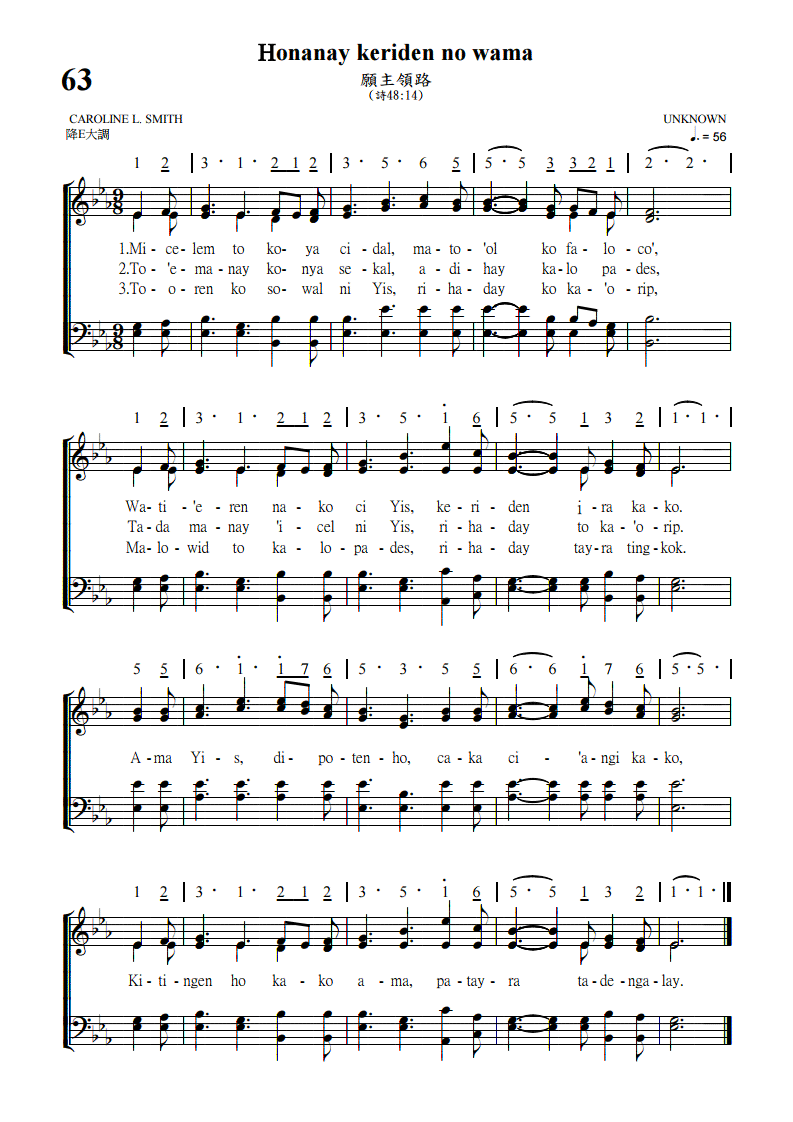 Honanay keriden no wama
63
願主領路
(詩48:14)
CAROLINE L. SMITH UNKNOWN
降E大調 ♩. = 56
1 2 | 3 · 1 · 2 1 2 | 3 · 5 · 6 5 | 5 · 5 3 3 2 1 | 2 · 2 · |
1.Mi - ce - lem to ko - ya ci - dal, ma - to - 'ol ko fa - lo - co',
2.To - 'e - ma - nay ko - nya se - kal, a - di - hay ka - lo pa - des,
3.To - o - ren ko so - wal ni Yis, ri - ha - day ko ka - 'o - rip,
1 2 | 3 · 1 · 2 1 2 | 3 · 5 · 1 6 | 5 · 5 1 3 2 | 1 · 1 · |
Wa - ti - 'e - ren na - ko ci Yis, ke - ri - den i - ra ka - ko.
Ta - da ma - nay 'i - cel ni Yis, ri - ha - day to ka - 'o - rip.
Ma - lo - wid to ka - lo - pa - des, ri - ha - day tay - ra ting - kok.
5 5 | 6 · 1 · 1 7 6 | 5 · 3 · 5 5 | 6 · 6 1 7 6 | 5 · 5 · |
A - ma Yi - s, di - po - ten - ho, ca - ka ci - 'a - ngi ka - ko,
1 2 | 3 · 1 · 2 1 2 | 3 · 5 · 1 6 | 5 · 5 1 3 2 | 1 · 1 ·
Ki - ti - ngen ho ka - ko a - ma, pa - tay - ra ta - de - nga - lay.